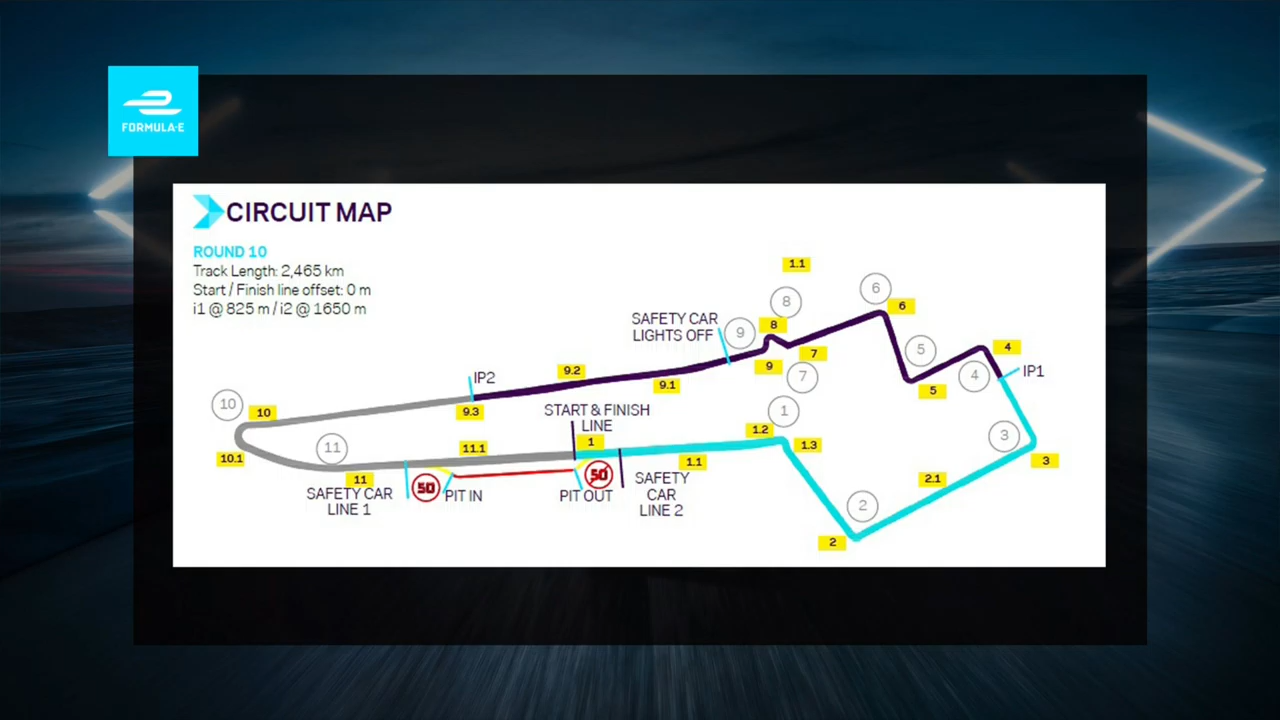 FORMULA-E
CIRCUIT MAP
ROUND 10
Track Length: 2,465 km
Start / Finish line offset: 0 m
i1 @ 825 m / i2 @ 1650 m
1.1
8
6
6
SAFETY CAR
LIGHTS OFF
9
8
5
4
7
9
7
4
IP1
5
9.2
9.1
IP2
9.3
10
10
START & FINISH
LINE
1
1.2
1.3
3
3
11
11.1
1
10.1
1.1
2.1
11
SAFETY CAR
LINE 1
50
PIT IN
50
PIT OUT
SAFETY
CAR
LINE 2
2
2